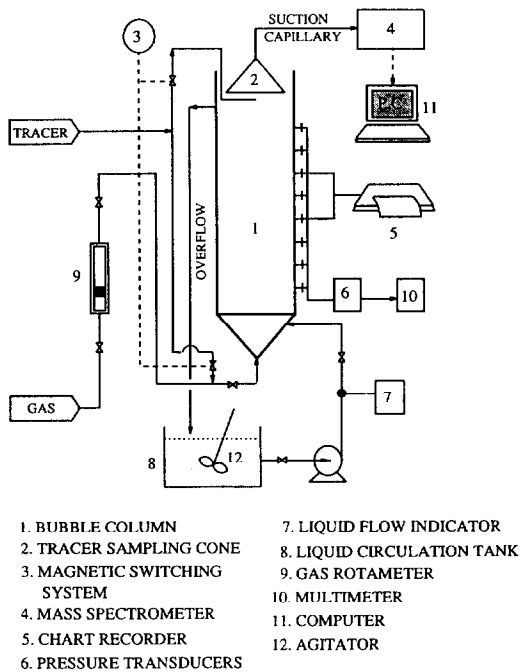 SUCTION
CAPILLARY
3
4
2
P.C.
11
TRACER
OVERFLOW
1
5
9
6
10
GAS
7
8
12
1. BUBBLE COLUMN
2. TRACER SAMPLING CONE
3. MAGNETIC SWITCHING
SYSTEM
4. MASS SPECTROMETER
5. CHART RECORDER
6. PRESSURE TRANSDUCERS
7. LIQUID FLOW INDICATOR
8. LIQUID CIRCULATION TANK
9. GAS ROTAMETER
10. MULTIMETER
11. COMPUTER
12. AGITATOR